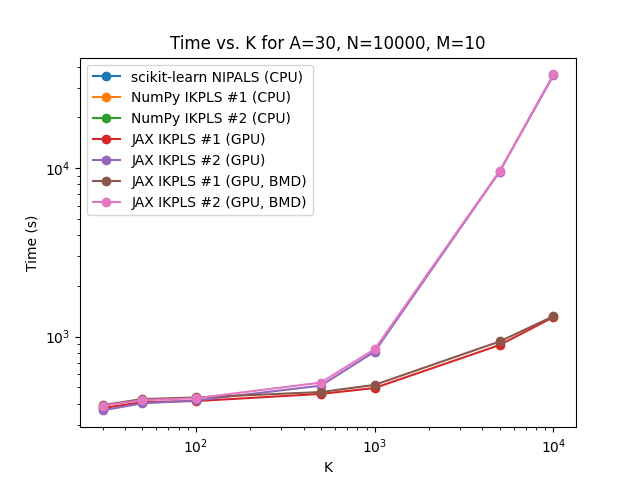 Time vs. K for A=30, N=10000, M=10
scikit-learn NIPALS (CPU)
NumPy IKPLS #1 (CPU)
NumPy IKPLS #2 (CPU)
JAX IKPLS #1 (GPU)
JAX IKPLS #2 (GPU)
JAX IKPLS #1 (GPU, BMD)
JAX IKPLS #2 (GPU, BMD)
Time (s)
10⁴
10³
10² 10³ 10⁴
K